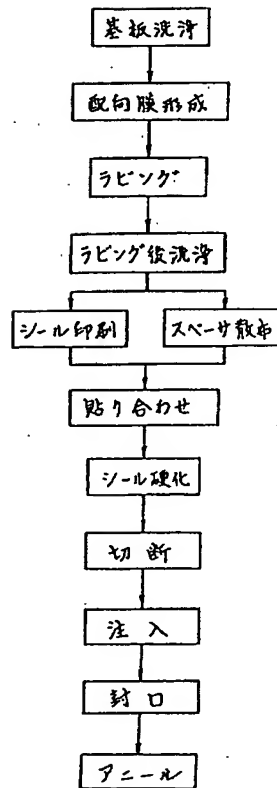 基板洗浄
配向膜形成
ラビング
ラビング後洗浄
シール印刷
スペーサ散布
貼り合わせ
シール硬化
切断
注入
封口
アニール